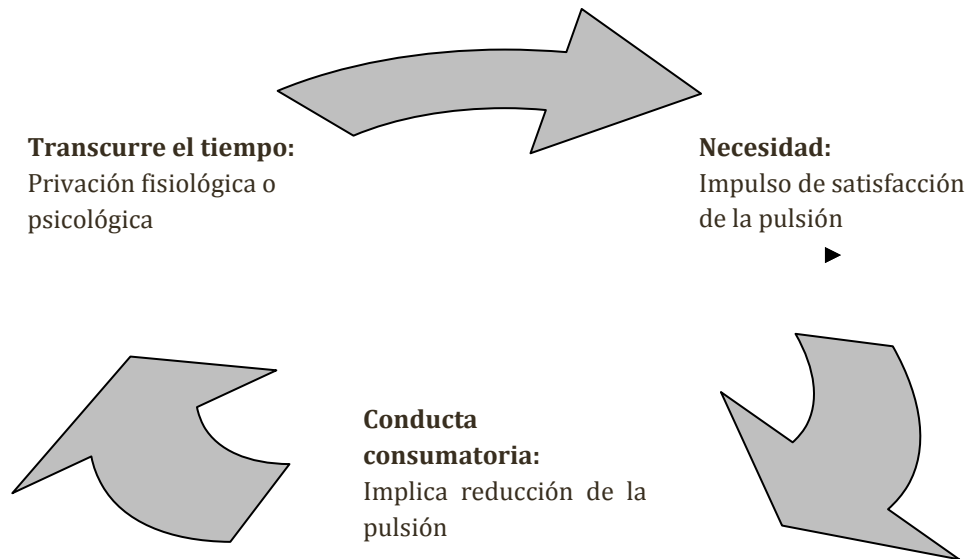 Transcurre el tiempo:
Privación fisiológica o
psicológica
Necesidad:
Impulso de satisfacción
de la pulsión
Conducta
consumatoria:
Implica reducción de la
pulsión